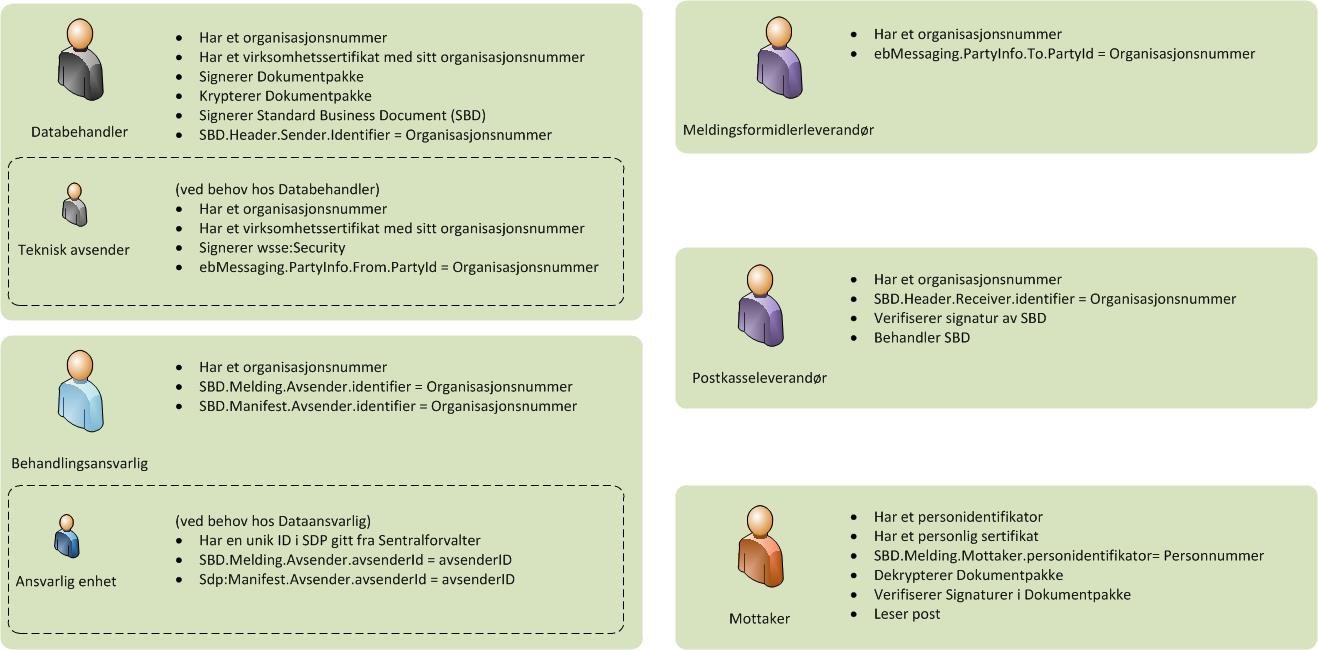 • Har et organisasjonsnummer
• Har et virksomhetssertifikat med sitt organisasjonsnummer
• Signerer Dokumentpakke
• Krypterer Dokumentpakke
• Signerer Standard Business Document (SBD)
• SBD.Header.Sender.Identifier = Organisasjonsnummer
Databehandler
(ved behov hos Databehandler)
• Har et organisasjonsnummer
• Har et virksomhetssertifikat med sitt organisasjonsnummer
• Signerer wsse:Security
• ebMessaging.PartyInfo.From.PartyId = Organisasjonsnummer
Teknisk avsender
• Har et organisasjonsnummer
• SBD.Melding.Avsender.identifier = Organisasjonsnummer
• SBD.Manifest.Avsender.identifier = Organisasjonsnummer
Behandlingsansvarlig
(ved behov hos Dataansvarlig)
• Har en unik ID i SDP gitt fra Sentralforvalter
• SBD.Melding.Avsender.avsenderId = avsenderID
• Sdp:Manifest.Avsender.avsenderId = avsenderID
Ansvarlig enhet
• Har et organisasjonsnummer
• ebMessaging.PartyInfo.To.PartyId = Organisasjonsnummer
Meldingsformidlerleverandør
• Har et organisasjonsnummer
• SBD.Header.Receiver.identifier = Organisasjonsnummer
• Verifiserer signatur av SBD
• Behandler SBD
Postkasseleverandør
• Har et personidentifikator
• Har et personlig sertifikat
• SBD.Melding.Mottaker.personidentifikator= Personnummer
• Dekrypterer Dokumentpakke
• Verifiserer Signaturer i Dokumentpakke
• Leser post
Mottaker